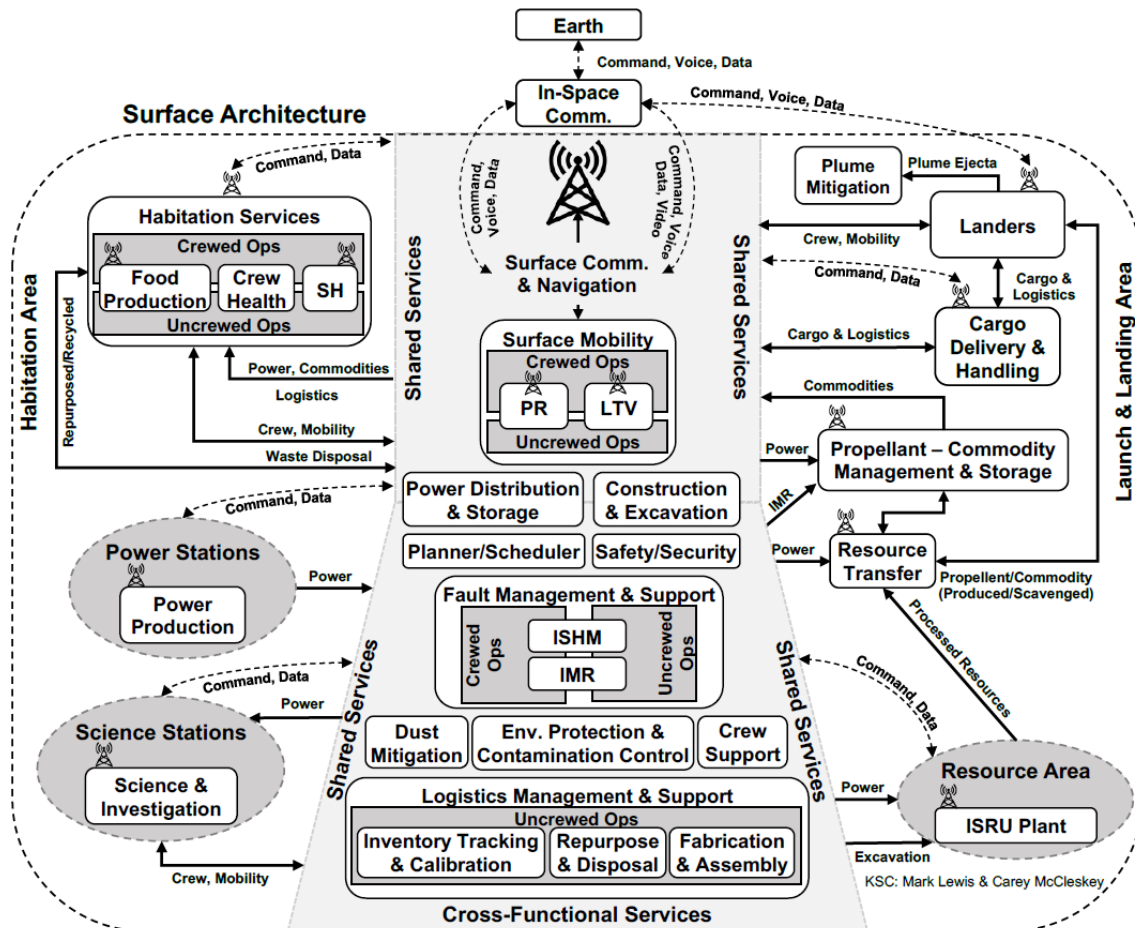 Earth
Command, Voice, Data
In-Space
Comm.
Command, Voice, Data
Surface Architecture
Command, Data
Command,
Voice, Data
Command, Voice
Data, Video
Plume
Mitigation
Plume Ejecta
Landers
Habitation Services
Crewed Ops
Food
Production
Crew
Health
SH
Uncrewed Ops
Habitation Area
Repurposed/Recycled
Shared Services
Surface Comm.
& Navigation
Shared Services
Crew, Mobility
Command, Data
Cargo &
Logistics
Launch & Landing Area
Surface Mobility
Crewed Ops
PR
LTV
Uncrewed Ops
Cargo & Logistics
Cargo
Delivery &
Handling
Power, Commodities
Logistics
Crew, Mobility
Waste Disposal
Commodities
Power
Propellant – Commodity
Management & Storage
IMR
Command, Data
Power Distribution
& Storage
Construction
& Excavation
Planner/Scheduler
Safety/Security
Power
Resource
Transfer
Propellent/Commodity
(Produced/Scavenged)
Power Stations
Power
Production
Power
Fault Management & Support
Crewed
Ops
ISHM
IMR
Uncrewed
Ops
Processed Resources
Command, Data
Shared Services
Shared Services
Command, Data
Power
Science Stations
Science &
Investigation
Dust
Mitigation
Env. Protection &
Contamination Control
Crew
Support
Resource Area
Power
ISRU Plant
Logistics Management & Support
Uncrewed Ops
Inventory Tracking
& Calibration
Repurpose
& Disposal
Fabrication
& Assembly
Excavation
Crew, Mobility
KSC: Mark Lewis & Carey McCleskey
Cross-Functional Services